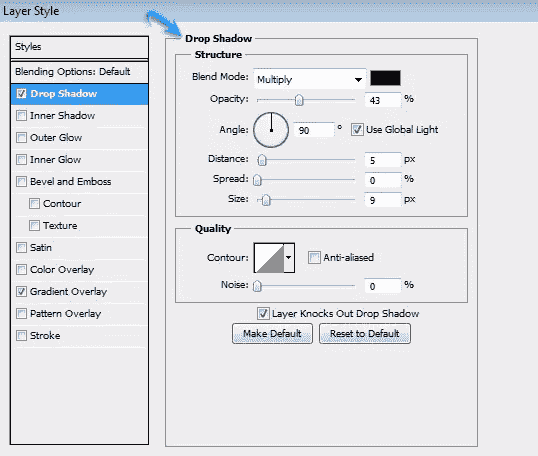 Layer Style
Styles
Blending Options: Default
Drop Shadow
Inner Shadow
Outer Glow
Inner Glow
Bevel and Emboss
Contour
Texture
Satin
Color Overlay
Gradient Overlay
Pattern Overlay
Stroke
Drop Shadow
Structure
Blend Mode: Multiply
Opacity: 43 %
Angle: 90 ° Use Global Light
Distance: 5 px
Spread: 0 %
Size: 9 px
Quality
Contour: Anti-aliased
Noise: 0 %
Layer Knocks Out Drop Shadow
Make Default Reset to Default